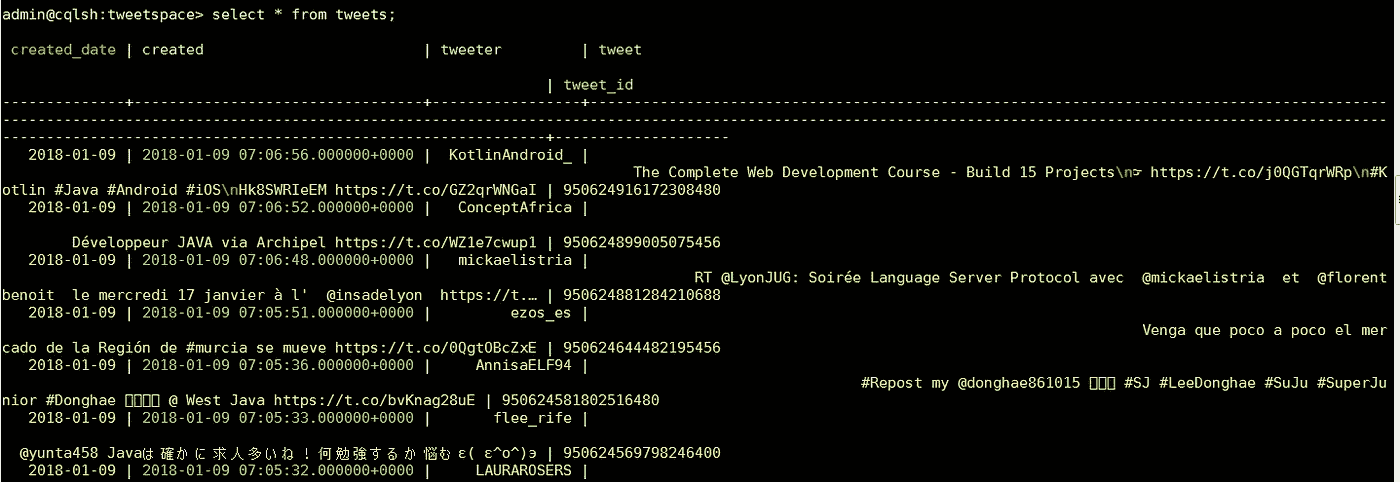 admin@cqlsh:tweetspace> select * from tweets;
created_date | created | tweeter | tweet
| tweet_id
--------------+---------------------------------+-----------------+--------------------------------------------------------------------------------------------
--------------------------------------------------------------------------------------------------------------------------------------------------------------
---------------------------------------------------------------+--------------------
2018-01-09 | 2018-01-09 07:06:56.000000+0000 | KotlinAndroid_ |
The Complete Web Development Course - Build 15 Projects\n☞ https://t.co/j0QGTqrWRp\n#K
otlin #Java #Android #iOS\nHk8SWRIeEM https://t.co/GZ2qrWNGaI | 950624916172308480
2018-01-09 | 2018-01-09 07:06:52.000000+0000 | ConceptAfrica |
Développeur JAVA via Archipel https://t.co/WZ1e7cwup1 | 950624899005075456
2018-01-09 | 2018-01-09 07:06:48.000000+0000 | mickaelistria |
RT @LyonJUG: Soirée Language Server Protocol avec @mickaelistria et @florent
benoit le mercredi 17 janvier à l' @insadelyon https://t.… | 950624881284210688
2018-01-09 | 2018-01-09 07:05:51.000000+0000 | ezos_es |
Venga que poco a poco el mer
cado de la Región de #murcia se mueve https://t.co/0QgtOBcZxE | 950624644482195456
2018-01-09 | 2018-01-09 07:05:36.000000+0000 | AnnisaELF94 |
#Repost my @donghae861015 □□□ #SJ #LeeDonghae #SuJu #SuperJu
nior #Donghae □□□□ @ West Java https://t.co/bvKnag28uE | 950624581802516480
2018-01-09 | 2018-01-09 07:05:33.000000+0000 | flee_rife |
@yunta458 Javaは確かに求人多いね！何勉強するか悩む ε( ε^o^)э | 950624569798246400
2018-01-09 | 2018-01-09 07:05:32.000000+0000 | LAURAROSERS |